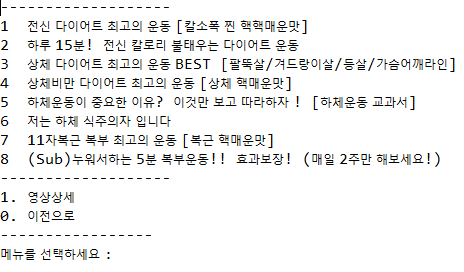 -------------------
1 전신 다이어트 최고의 운동 [칼소폭 찐 핵핵매운맛]
2 하루 15분! 전신 칼로리 불태우는 다이어트 운동
3 상체 다이어트 최고의 운동 BEST [팔뚝살/겨드랑이살/등살/가슴어깨라인]
4 상체비만 다이어트 최고의 운동 [상체 핵매운맛]
5 하체운동이 중요한 이유? 이것만 보고 따라하자 ! [하체운동 교과서]
6 저는 하체 식주의자 입니다
7 11자복근 복부 최고의 운동 [복근 핵매운맛]
8 (Sub)누워서하는 5분 복부운동!! 효과보장! (매일 2주만 해보세요!)
-------------------
1. 영상상세
0. 이전으로
-----------------
메뉴를 선택하세요 :